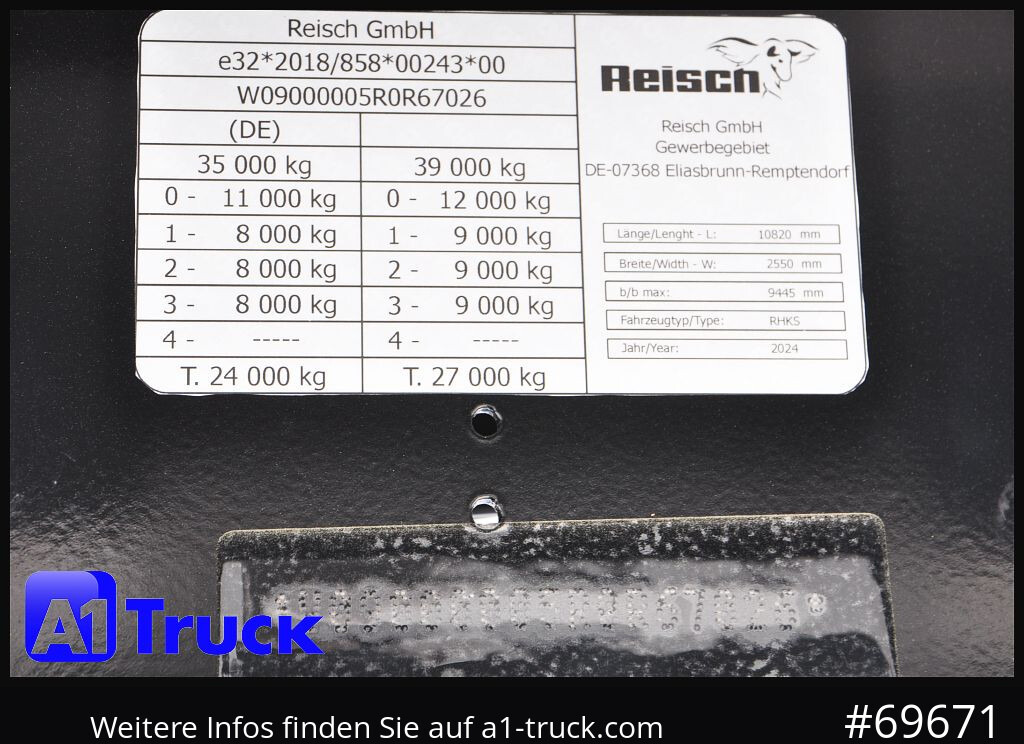 Reisch GmbH
e32*2018/858*00243*00
W09000005R0R67026
(DE)
35 000 kg 39 000 kg
0 - 11 000 kg 0 - 12 000 kg
1 - 8 000 kg 1 - 9 000 kg
2 - 8 000 kg 2 - 9 000 kg
3 - 8 000 kg 3 - 9 000 kg
4 - ----- 4 - -----
T. 24 000 kg T. 27 000 kg
Reisch
Reisch GmbH
Gewerbegebiet
DE-07368 Eliasbrunn-Remptendorf
Länge/Lenght - L: 10820 mm
Breite/Width - W: 2550 mm
b/b max: 9445 mm
Fahrzeugtyp/Type: RHKS
Jahr/Year: 2024
A1 Truck
Weitere Infos finden Sie auf a1-truck.com
#69671